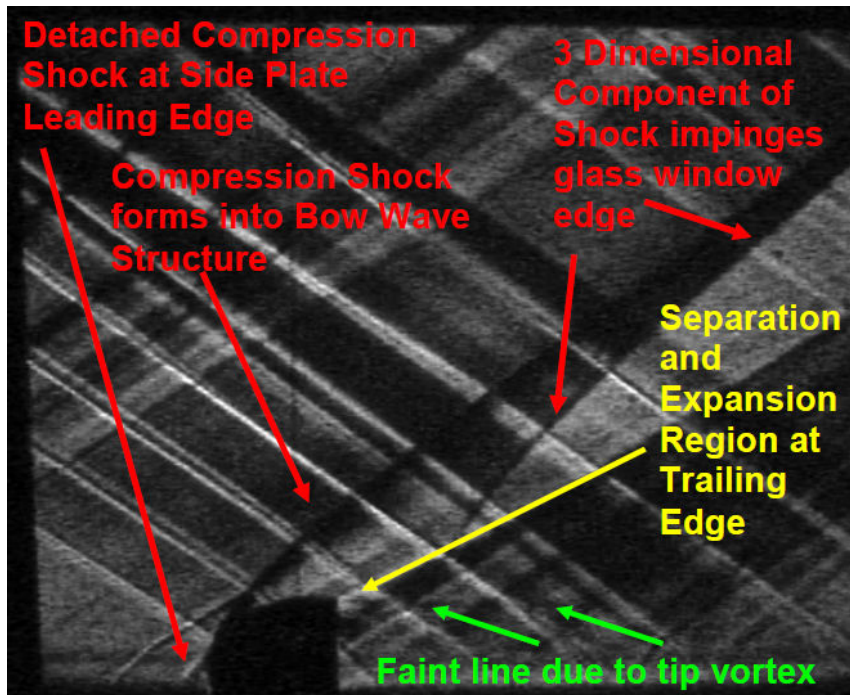 Detached Compression
Shock at Side Plate
Leading Edge
3 Dimensional
Component of
Shock impinges
glass window
edge
Compression Shock
forms into Bow Wave
Structure
Separation
and
Expansion
Region at
Trailing
Edge
Faint line due to tip vortex